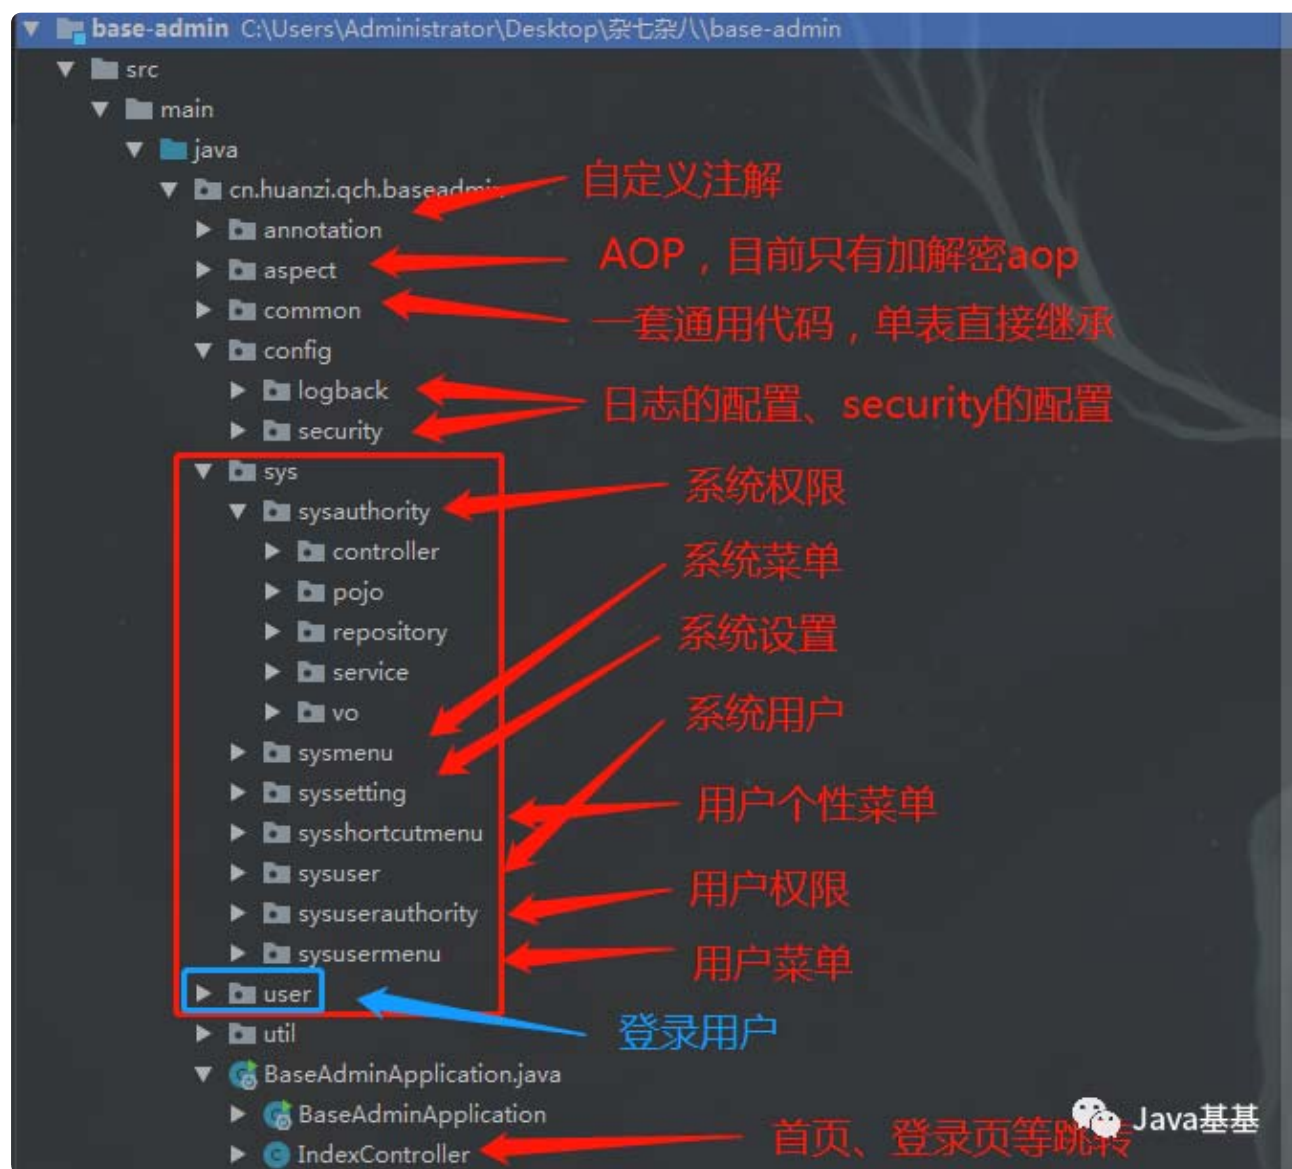 base-admin C:\Users\Administrator\Desktop\杂七杂八\base-admin
src
main
java
cn.huanzi.qch.baseadmin
自定义注解
annotation
AOP，目前只有加解密aop
aspect
common
一套通用代码，单表直接继承
config
logback
日志的配置、security的配置
security
sys
系统权限
sysauthority
controller
系统菜单
pojo
repository
系统设置
service
vo
系统用户
sysmenu
syssetting
用户个性菜单
sysshortcutmenu
sysuser
用户权限
sysuserauthority
sysusermenu
用户菜单
user
登录用户
util
BaseAdminApplication.java
BaseAdminApplication
Java基基
首页、登录页等跳转
IndexController